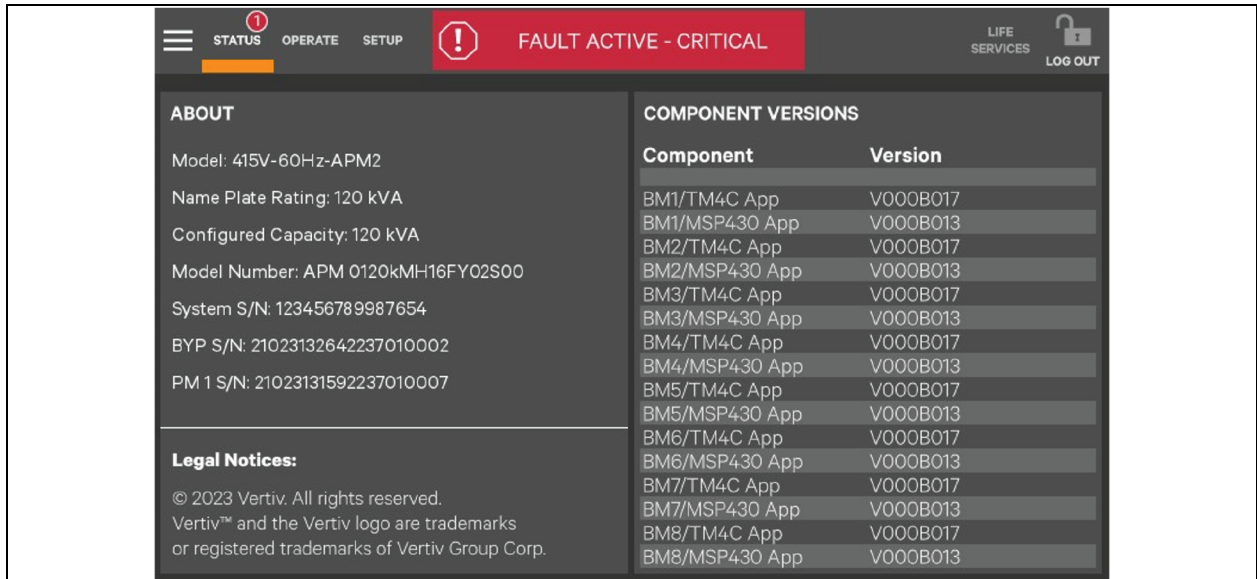 1
STATUS OPERATE SETUP
! FAULT ACTIVE - CRITICAL
LIFE
SERVICES
LOG OUT
ABOUT
Model: 415V-60Hz-APM2
Name Plate Rating: 120 kVA
Configured Capacity: 120 kVA
Model Number: APM 0120kMH16FY02S00
System S/N: 123456789987654
BYP S/N: 21023132642237010002
PM 1 S/N: 21023131592237010007
Legal Notices:
© 2023 Vertiv. All rights reserved.
Vertiv™ and the Vertiv logo are trademarks
or registered trademarks of Vertiv Group Corp.
COMPONENT VERSIONS
Component Version
BM1/TM4C App V000B017
BM1/MSP430 App V000B013
BM2/TM4C App V000B017
BM2/MSP430 App V000B013
BM3/TM4C App V000B017
BM3/MSP430 App V000B013
BM4/TM4C App V000B017
BM4/MSP430 App V000B013
BM5/TM4C App V000B017
BM5/MSP430 App V000B013
BM6/TM4C App V000B017
BM6/MSP430 App V000B013
BM7/TM4C App V000B017
BM7/MSP430 App V000B013
BM8/TM4C App V000B017
BM8/MSP430 App V000B013